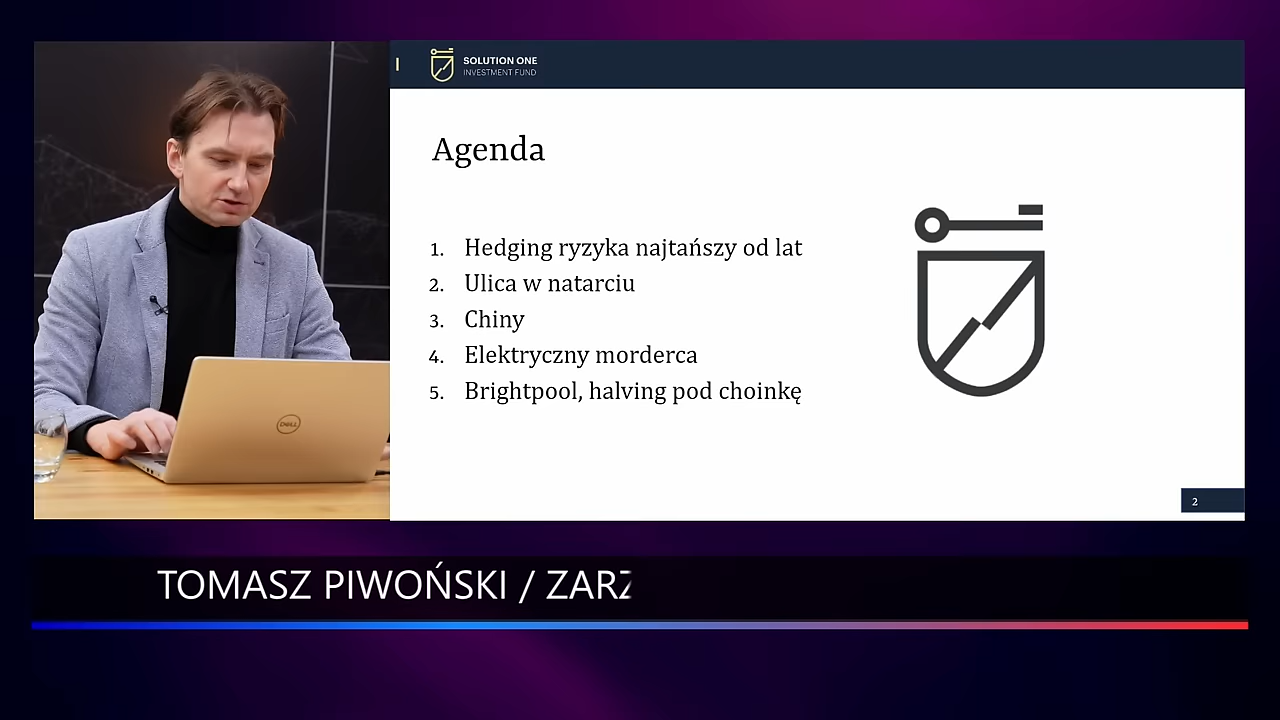 SOLUTION ONE
INVESTMENT FUND
Agenda
1. Hedging ryzyka najtańszy od lat
2. Ulica w natarciu
3. Chiny
4. Elektryczny morderca
5. Brightpool, halving pod choinkę
2
DELL
TOMASZ PIWOŃSKI / ZARZ